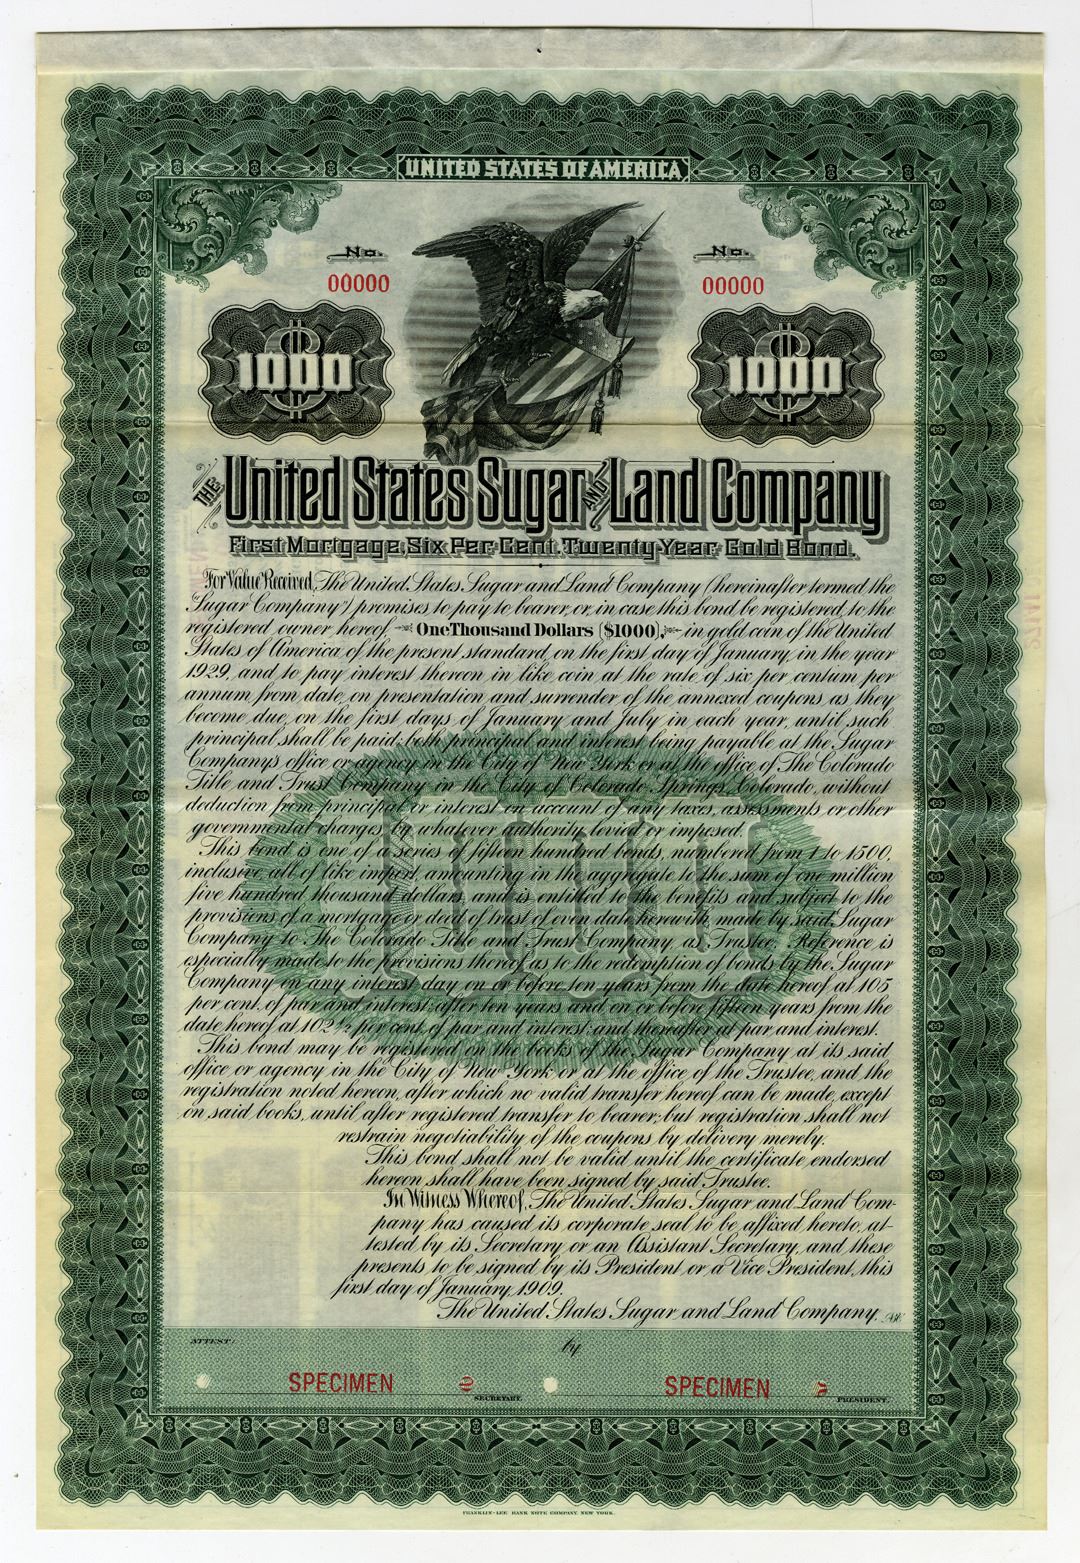 UNITED STATES OF AMERICA
No. No.
00000 00000
1000 1000
THE United States Sugar AND Land Company
First Mortgage, Six Per Cent. Twenty Year Gold Bond.
For Value Received, The United States Sugar and Land Company (hereinafter termed the
"Sugar Company") promises to pay to bearer, or, in case this bond be registered, to the
registered owner hereof, One Thousand Dollars ($1000), in gold coin of the United
States of America, of the present standard, on the first day of January, in the year
1929, and to pay interest thereon in like coin at the rate of six per centum per
annum, from date, on presentation and surrender of the annexed coupons as they
become due, on the first days of January and July in each year, until such
principal shall be paid; both principal and interest being payable at the Sugar
Company's office or agency in the City of New York or at the office of The Colorado
Title and Trust Company in the City of Colorado Springs, Colorado, without
deduction from principal or interest on account of any taxes, assessments or other
governmental charges by whatever authority levied or imposed.
This bond is one of a series of fifteen hundred bonds, numbered from 1 to 1500,
inclusive, all of like import, amounting in the aggregate to the sum of one million
five hundred thousand dollars, and is entitled to the benefits and subject to the
provisions of a mortgage or deed of trust of even date herewith, made by said Sugar
Company to The Colorado Title and Trust Company, as Trustee. Reference is
especially made to the provisions thereof as to the redemption of bonds by the Sugar
Company on any interest day on or before ten years from the date hereof at 105
per cent. of par and interest; after ten years and on or before fifteen years from the
date hereof at 102½ per cent. of par and interest; and thereafter at par and interest.
This bond may be registered on the books of the Sugar Company at its said
office or agency in the City of New York, or at the office of the Trustee, and the
registration noted hereon, after which no valid transfer hereof can be made, except
on said books, until after registered transfer to bearer; but registration shall not
restrain negotiability of the coupons by delivery merely.
This bond shall not be valid until the certificate endorsed
hereon shall have been signed by said Trustee.
In Witness Whereof, The United States Sugar and Land Com-
pany has caused its corporate seal to be affixed hereto, at-
tested by its Secretary, or an Assistant Secretary, and these
presents to be signed by its President, or a Vice President, this
first day of January, 1909.
The United States Sugar and Land Company.
ATTEST: by
SPECIMEN SECRETARY. SPECIMEN PRESIDENT.
FRANKLIN-LEE BANK NOTE COMPANY, NEW YORK.